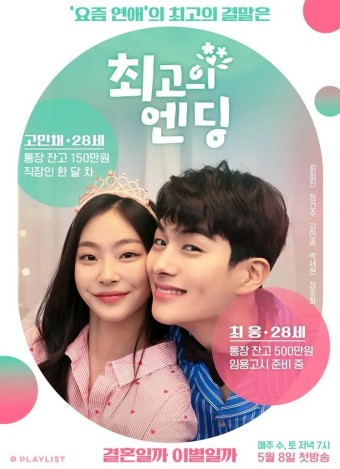 '요즘 연애'의 최고의 결말은
최고의
엔딩
고민채·28세
통장 잔고 150만원
직장인 한 달 차
최웅·28세
통장 잔고 500만원
임용고시 준비 중
PLAYLIST
결혼일까 이별일까
매주 수, 토 저녁 7시
5월 8일 첫방송